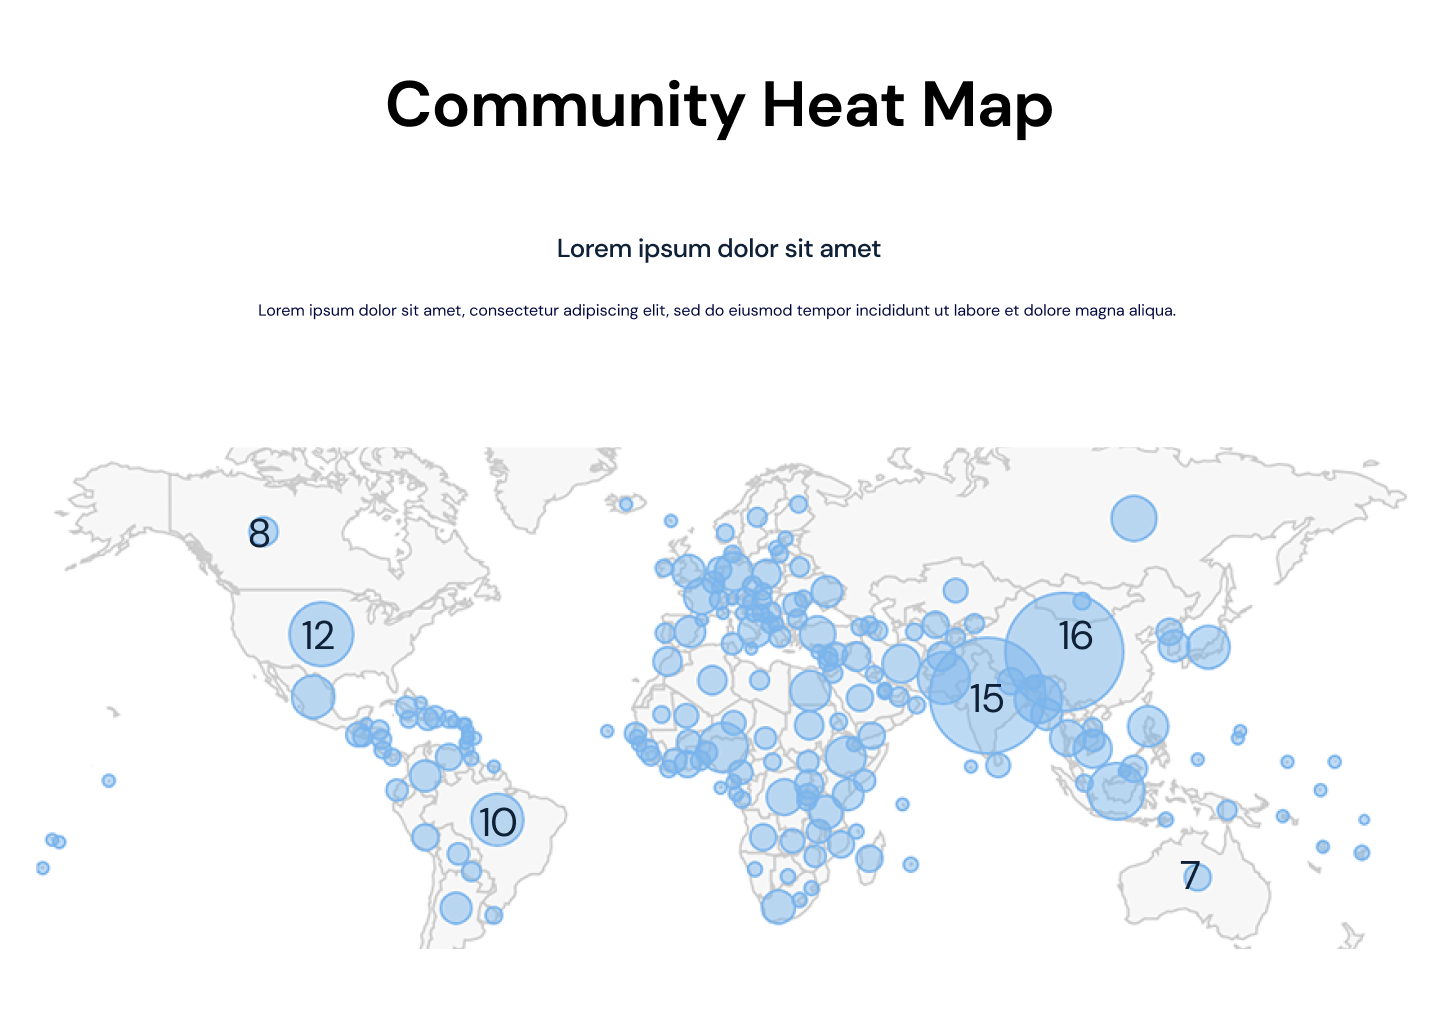 Community Heat Map
Lorem ipsum dolor sit amet
Lorem ipsum dolor sit amet, consectetur adipiscing elit, sed do eiusmod tempor incididunt ut labore et dolore magna aliqua.
8
12
16
15
10
7